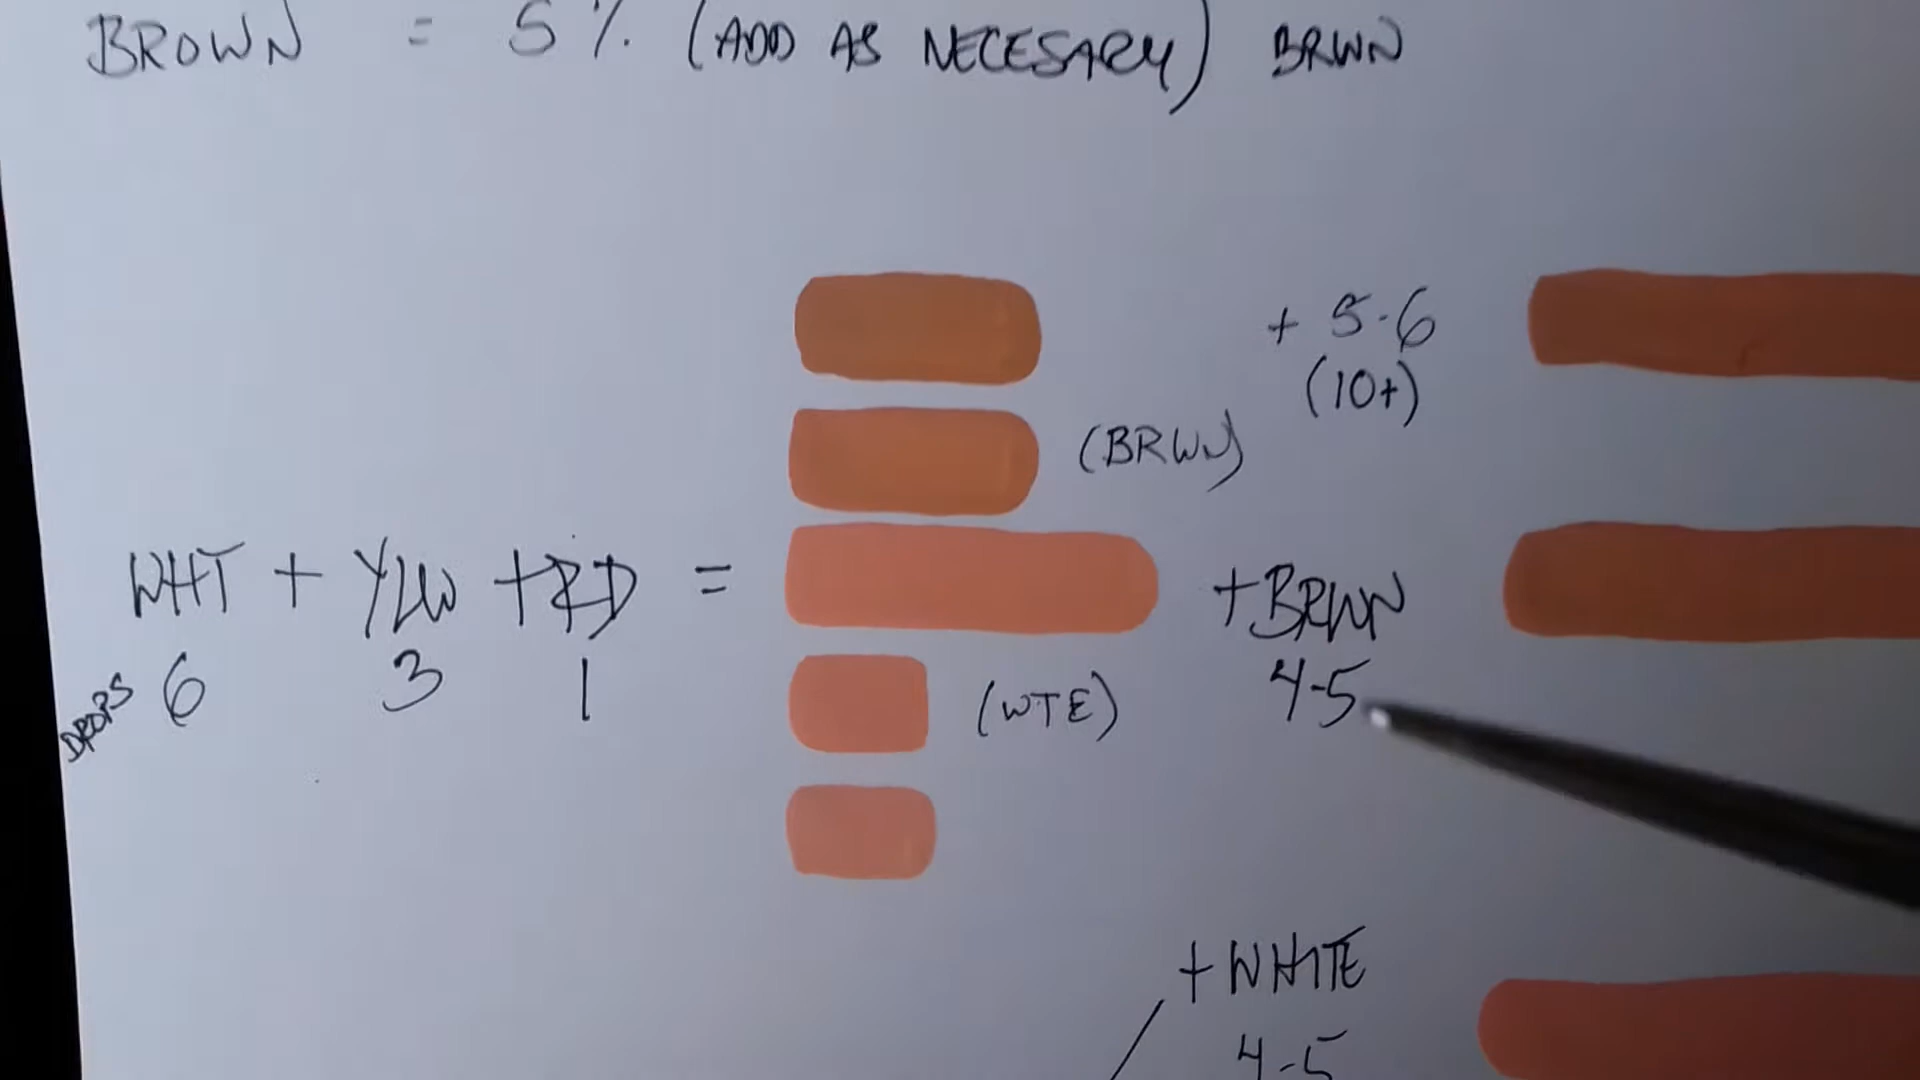 BROWN = 5% (ADD AS NECESARY) BRWN
+ 5-6
(10+)
(BRWN)
WHT + YLW + RD = + BRWN
DROPS 6 3 1 (WTE) 4-5
+ WHITE
4-5